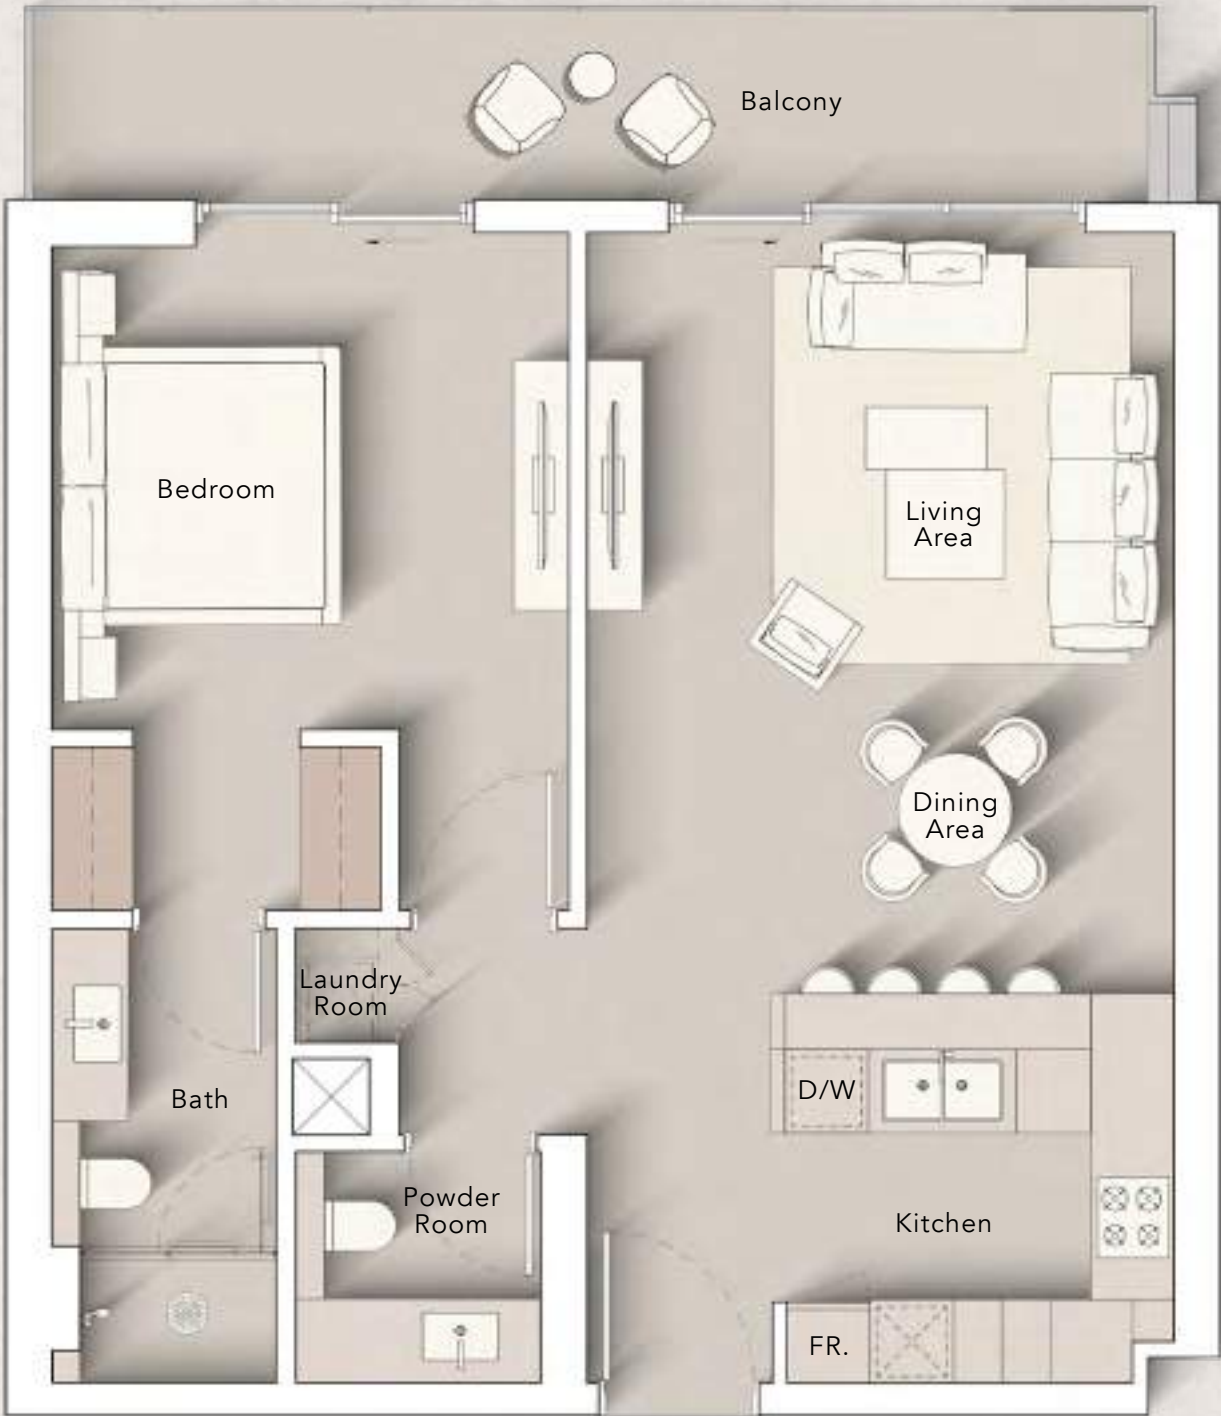 Balcony
Bedroom
Living
Area
Dining
Area
Laundry
Room
D/W
Bath
Powder
Room
Kitchen
FR.